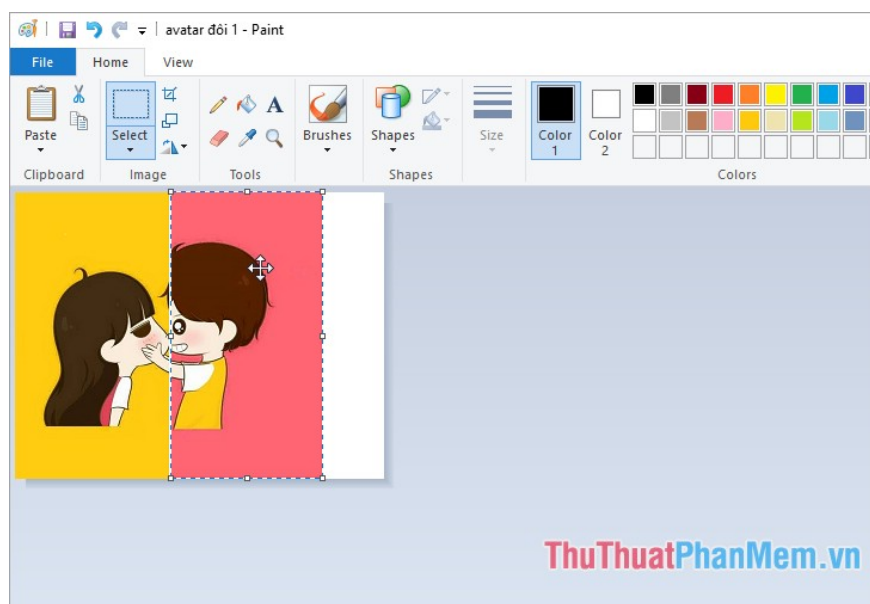 avatar đôi 1 - Paint
File Home View
Paste Select Brushes Shapes Size Color 1 Color 2
Clipboard Image Tools Shapes Colors
ThuThuatPhanMem.vn